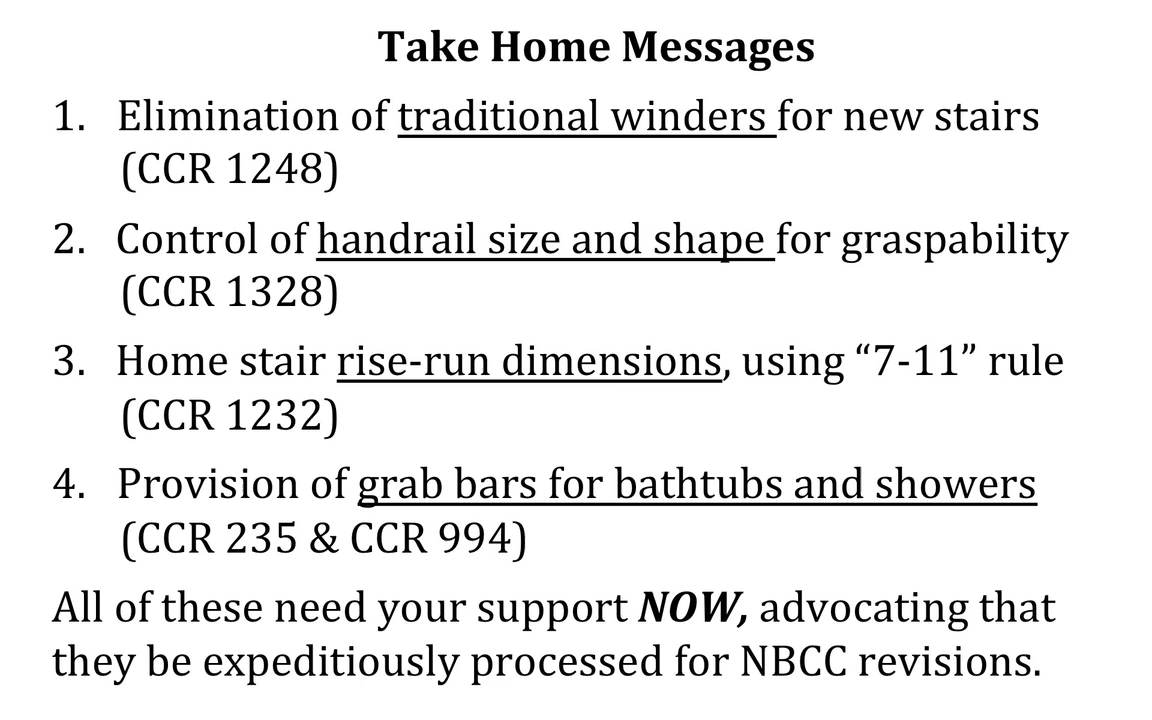 Take Home Messages
1. Elimination of traditional winders for new stairs
(CCR 1248)
2. Control of handrail size and shape for graspability
(CCR 1328)
3. Home stair rise-run dimensions, using “7-11” rule
(CCR 1232)
4. Provision of grab bars for bathtubs and showers
(CCR 235 & CCR 994)
All of these need your support NOW, advocating that
they be expeditiously processed for NBCC revisions.